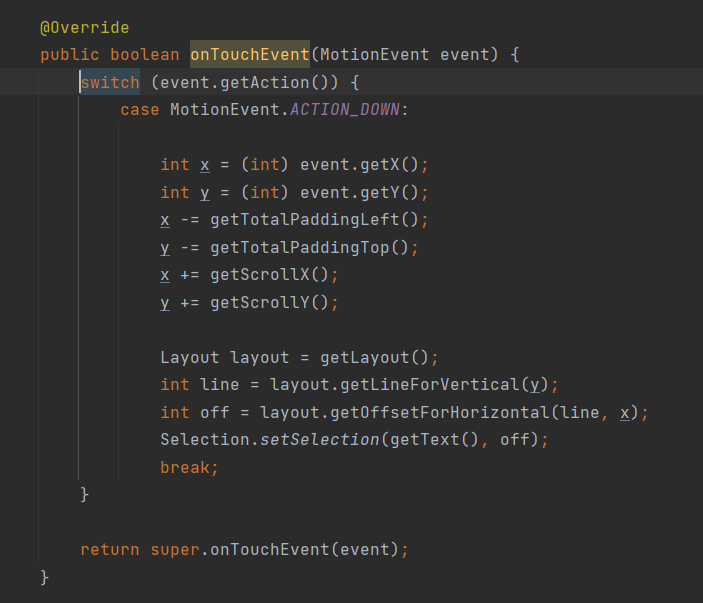 @Override
public boolean onTouchEvent(MotionEvent event) {
switch (event.getAction()) {
case MotionEvent.ACTION_DOWN:
int x = (int) event.getX();
int y = (int) event.getY();
x -= getTotalPaddingLeft();
y -= getTotalPaddingTop();
x += getScrollX();
y += getScrollY();
Layout layout = getLayout();
int line = layout.getLineForVertical(y);
int off = layout.getOffsetForHorizontal(line, x);
Selection.setSelection(getText(), off);
break;
}
return super.onTouchEvent(event);
}